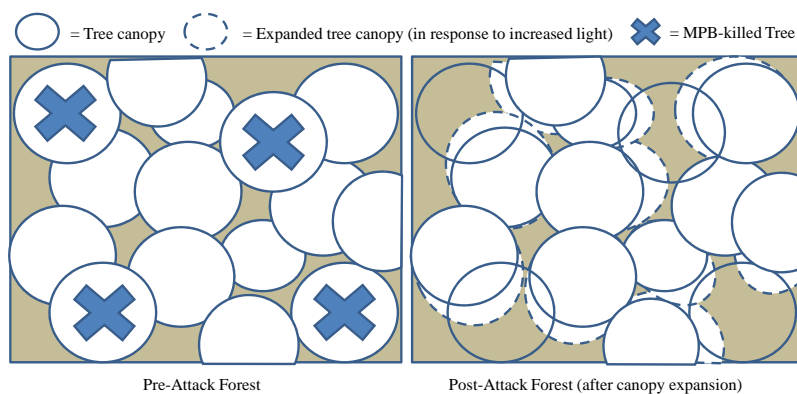 = Tree canopy = Expanded tree canopy (in response to increased light) = MPB-killed Tree
Pre-Attack Forest Post-Attack Forest (after canopy expansion)